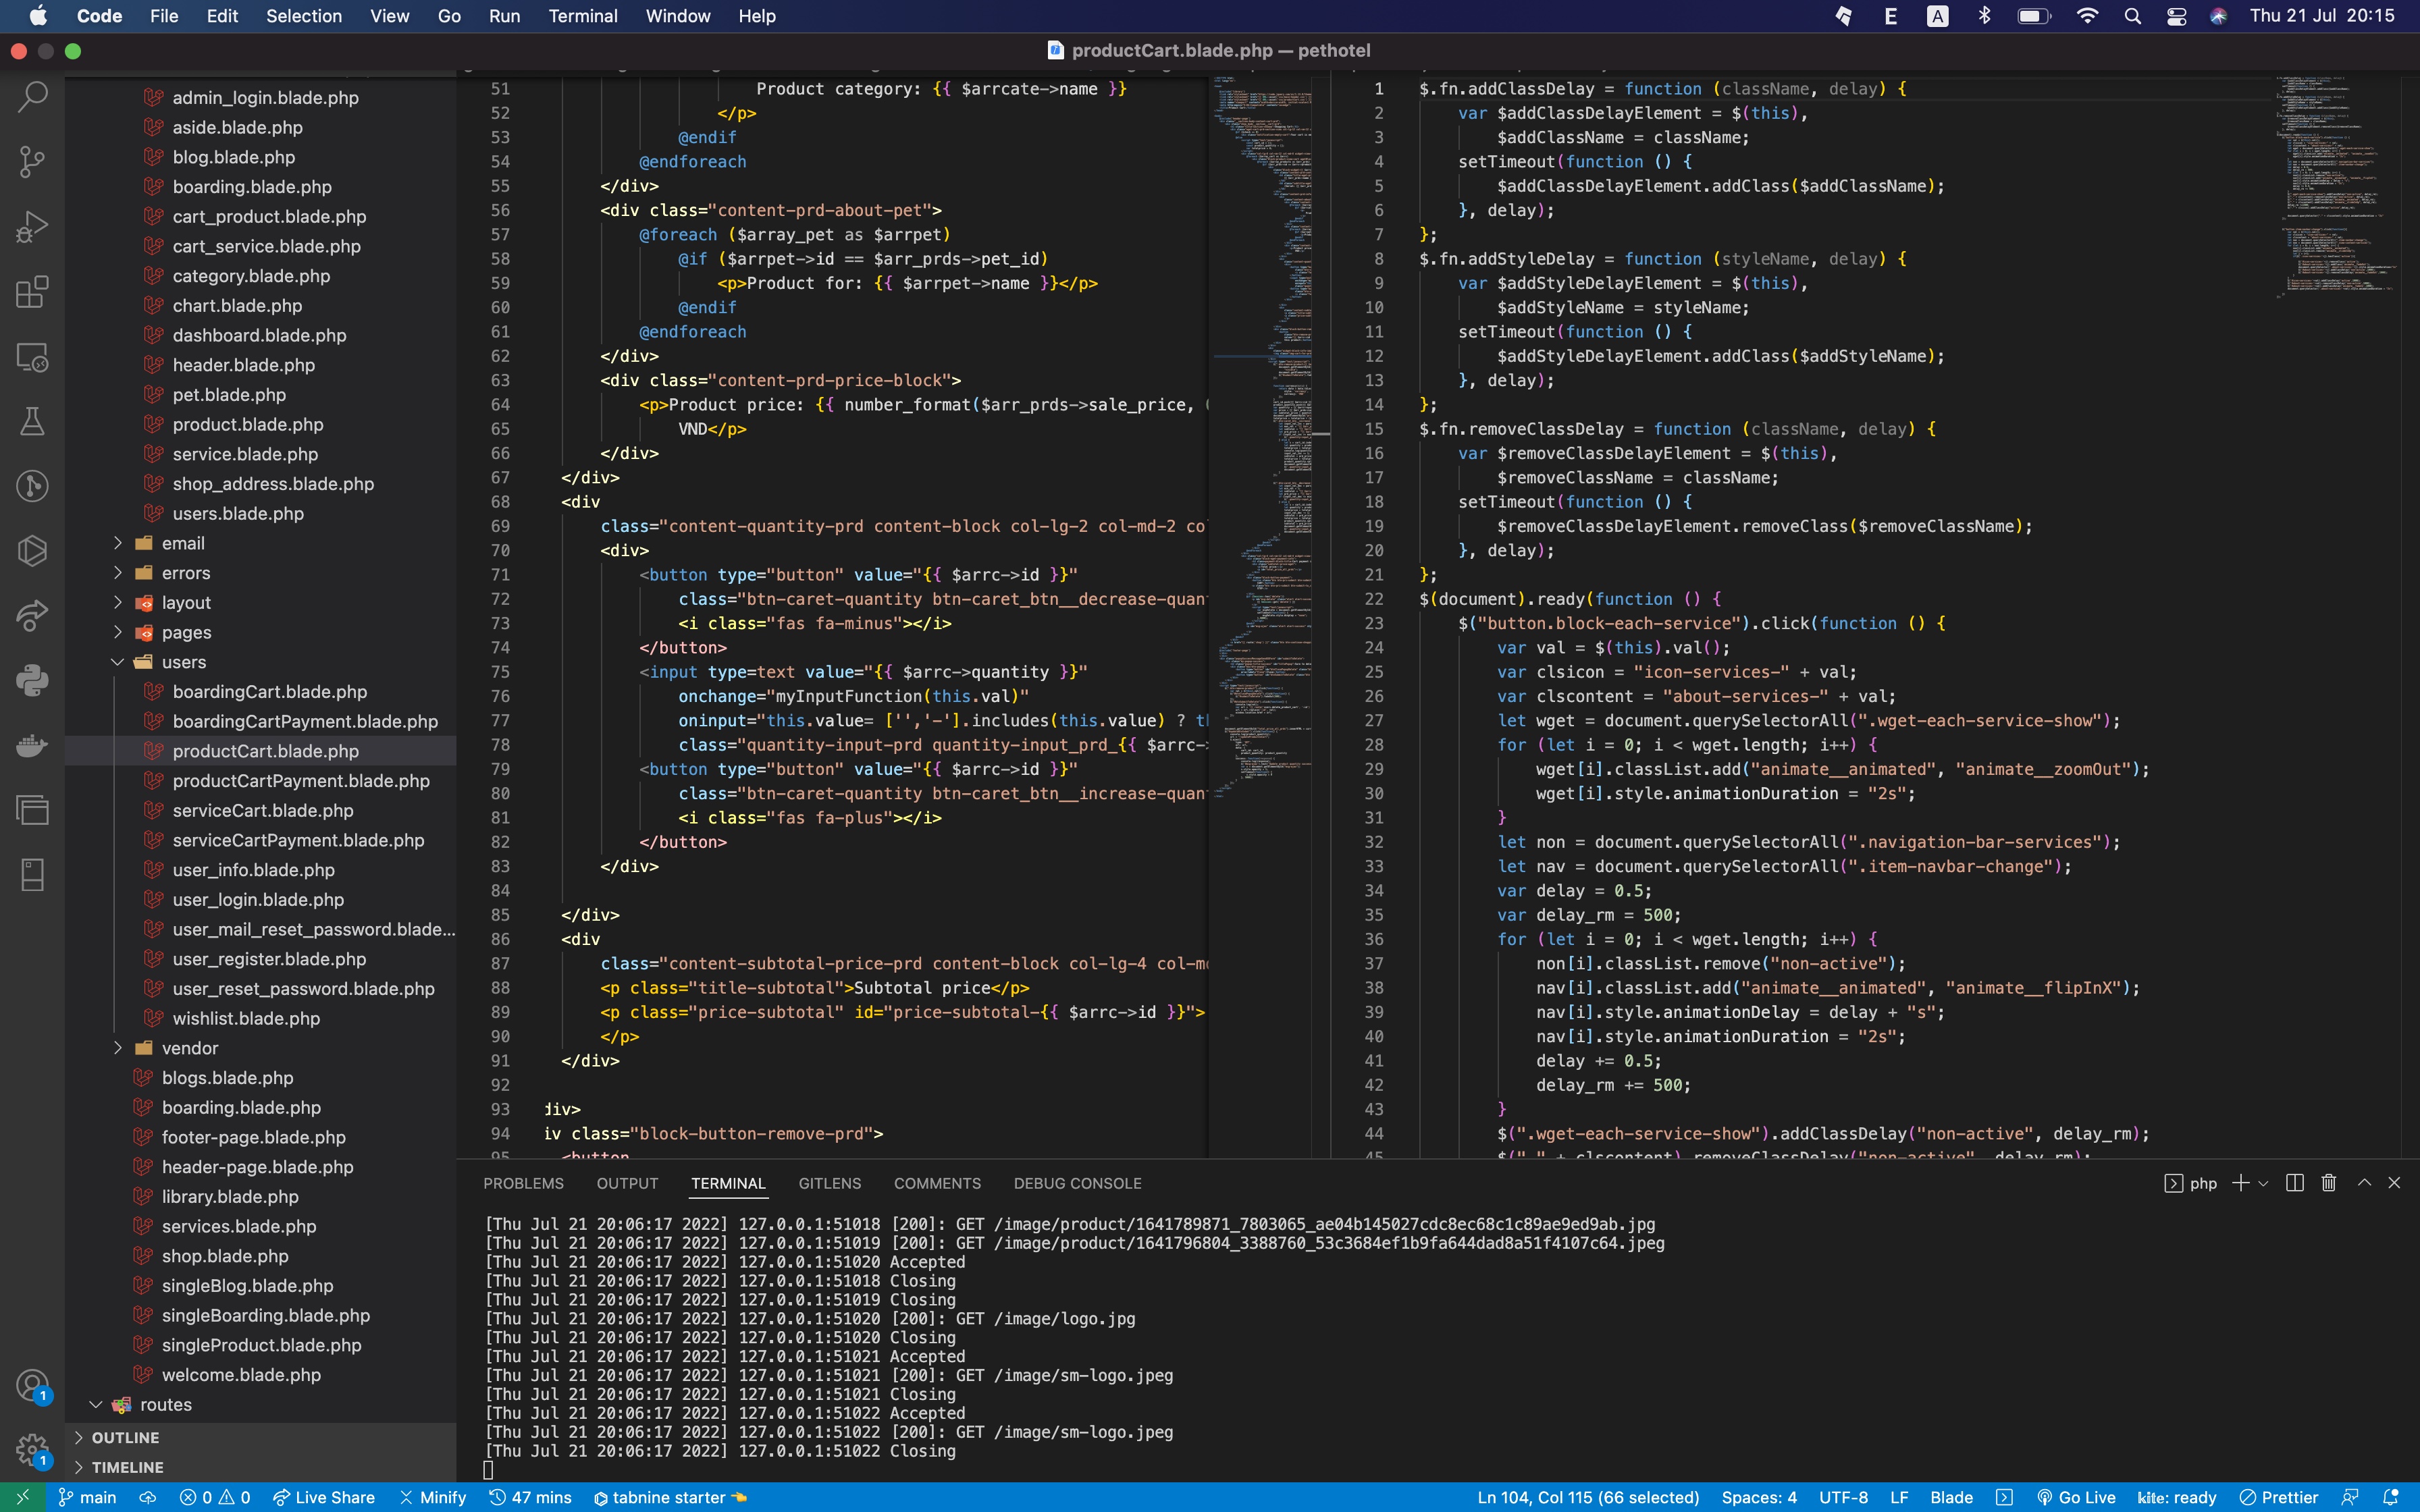 Code File Edit Selection View Go Run Terminal Window Help E A Thu 21 Jul 20:15
productCart.blade.php — pethotel
admin_login.blade.php
aside.blade.php
blog.blade.php
boarding.blade.php
cart_product.blade.php
cart_service.blade.php
category.blade.php
chart.blade.php
dashboard.blade.php
header.blade.php
pet.blade.php
product.blade.php
service.blade.php
shop_address.blade.php
users.blade.php
email
errors
layout
pages
users
boardingCart.blade.php
boardingCartPayment.blade.php
productCart.blade.php
productCartPayment.blade.php
serviceCart.blade.php
serviceCartPayment.blade.php
user_info.blade.php
user_login.blade.php
user_mail_reset_password.blade...
user_register.blade.php
user_reset_password.blade.php
wishlist.blade.php
vendor
blogs.blade.php
boarding.blade.php
footer-page.blade.php
header-page.blade.php
library.blade.php
services.blade.php
shop.blade.php
singleBlog.blade.php
singleBoarding.blade.php
singleProduct.blade.php
welcome.blade.php
routes
OUTLINE
TIMELINE
1
1
51 Product category: {{ $arrcate->name }}
52 </p>
53 @endif
54 @endforeach
55 </div>
56 <div class="content-prd-about-pet">
57 @foreach ($array_pet as $arrpet)
58 @if ($arrpet->id == $arr_prds->pet_id)
59 <p>Product for: {{ $arrpet->name }}</p>
60 @endif
61 @endforeach
62 </div>
63 <div class="content-prd-price-block">
64 <p>Product price: {{ number_format($arr_prds->sale_price,
65 VND</p>
66 </div>
67 </div>
68 <div
69 class="content-quantity-prd content-block col-lg-2 col-md-2 co
70 <div>
71 <button type="button" value="{{ $arrc->id }}"
72 class="btn-caret-quantity btn-caret_btn__decrease-quan
73 <i class="fas fa-minus"></i>
74 </button>
75 <input type=text value="{{ $arrc->quantity }}"
76 onchange="myInputFunction(this.val)"
77 oninput="this.value= ['','-'].includes(this.value) ? th
78 class="quantity-input-prd quantity-input_prd_{{ $arrc->
79 <button type="button" value="{{ $arrc->id }}"
80 class="btn-caret-quantity btn-caret_btn__increase-quan
81 <i class="fas fa-plus"></i>
82 </button>
83 </div>
84
85 </div>
86 <div
87 class="content-subtotal-price-prd content-block col-lg-4 col-m
88 <p class="title-subtotal">Subtotal price</p>
89 <p class="price-subtotal" id="price-subtotal-{{ $arrc->id }}">
90 </p>
91 </div>
92
93 div>
94 iv class="block-button-remove-prd">
95 <button
1 $.fn.addClassDelay = function (className, delay) {
2 var $addClassDelayElement = $(this),
3 $addClassName = className;
4 setTimeout(function () {
5 $addClassDelayElement.addClass($addClassName);
6 }, delay);
7 };
8 $.fn.addStyleDelay = function (styleName, delay) {
9 var $addStyleDelayElement = $(this),
10 $addStyleName = styleName;
11 setTimeout(function () {
12 $addStyleDelayElement.addClass($addStyleName);
13 }, delay);
14 };
15 $.fn.removeClassDelay = function (className, delay) {
16 var $removeClassDelayElement = $(this),
17 $removeClassName = className;
18 setTimeout(function () {
19 $removeClassDelayElement.removeClass($removeClassName);
20 }, delay);
21 };
22 $(document).ready(function () {
23 $("button.block-each-service").click(function () {
24 var val = $(this).val();
25 var clsicon = "icon-services-" + val;
26 var clscontent = "about-services-" + val;
27 let wget = document.querySelectorAll(".wget-each-service-show");
28 for (let i = 0; i < wget.length; i++) {
29 wget[i].classList.add("animate__animated", "animate__zoomOut");
30 wget[i].style.animationDuration = "2s";
31 }
32 let non = document.querySelectorAll(".navigation-bar-services");
33 let nav = document.querySelectorAll(".item-navbar-change");
34 var delay = 0.5;
35 var delay_rm = 500;
36 for (let i = 0; i < wget.length; i++) {
37 non[i].classList.remove("non-active");
38 nav[i].classList.add("animate__animated", "animate__flipInX");
39 nav[i].style.animationDelay = delay + "s";
40 nav[i].style.animationDuration = "2s";
41 delay += 0.5;
42 delay_rm += 500;
43 }
44 $(".wget-each-service-show").addClassDelay("non-active", delay_rm);
45 $("." + clscontent).removeClassDelay("non-active", delay_rm);
PROBLEMS OUTPUT TERMINAL GITLENS COMMENTS DEBUG CONSOLE php
[Thu Jul 21 20:06:17 2022] 127.0.0.1:51018 [200]: GET /image/product/1641789871_7803065_ae04b145027cdc8ec68c1c89ae9ed9ab.jpg
[Thu Jul 21 20:06:17 2022] 127.0.0.1:51019 [200]: GET /image/product/1641796804_3388760_53c3684ef1b9fa644dad8a51f4107c64.jpeg
[Thu Jul 21 20:06:17 2022] 127.0.0.1:51020 Accepted
[Thu Jul 21 20:06:17 2022] 127.0.0.1:51018 Closing
[Thu Jul 21 20:06:17 2022] 127.0.0.1:51019 Closing
[Thu Jul 21 20:06:17 2022] 127.0.0.1:51020 [200]: GET /image/logo.jpg
[Thu Jul 21 20:06:17 2022] 127.0.0.1:51020 Closing
[Thu Jul 21 20:06:17 2022] 127.0.0.1:51021 Accepted
[Thu Jul 21 20:06:17 2022] 127.0.0.1:51021 [200]: GET /image/sm-logo.jpeg
[Thu Jul 21 20:06:17 2022] 127.0.0.1:51021 Closing
[Thu Jul 21 20:06:17 2022] 127.0.0.1:51022 Accepted
[Thu Jul 21 20:06:17 2022] 127.0.0.1:51022 [200]: GET /image/sm-logo.jpeg
[Thu Jul 21 20:06:17 2022] 127.0.0.1:51022 Closing
main 0 0 Live Share Minify 47 mins tabnine starter Ln 104, Col 115 (66 selected) Spaces: 4 UTF-8 LF Blade Go Live kite: ready Prettier